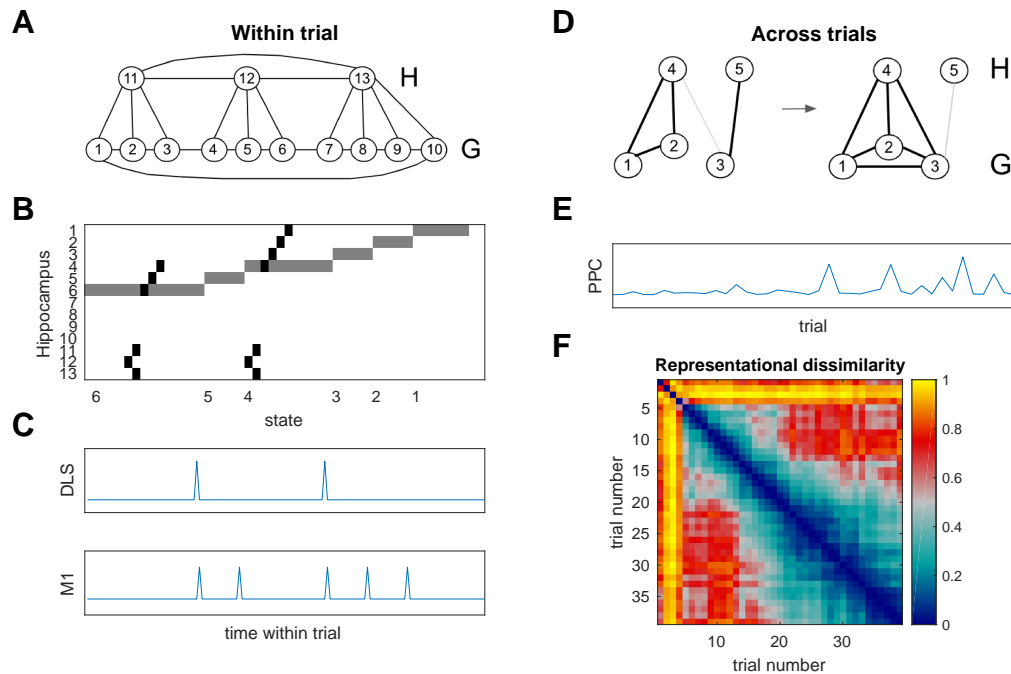 A
Within trial
11
12
13
H
1
2
3
4
5
6
7
8
9
10
G
B
Hippocampus
1
2
3
4
5
6
7
8
9
10
11
12
13
6
5
4
3
2
1
state
C
DLS
M1
time within trial
D
Across trials
4
5
4
5
H
2
2
1
3
1
3
G
E
PPC
trial
F
Representational dissimilarity
trial number
5
10
15
20
25
30
35
10
20
30
trial number
1
0.8
0.6
0.4
0.2
0